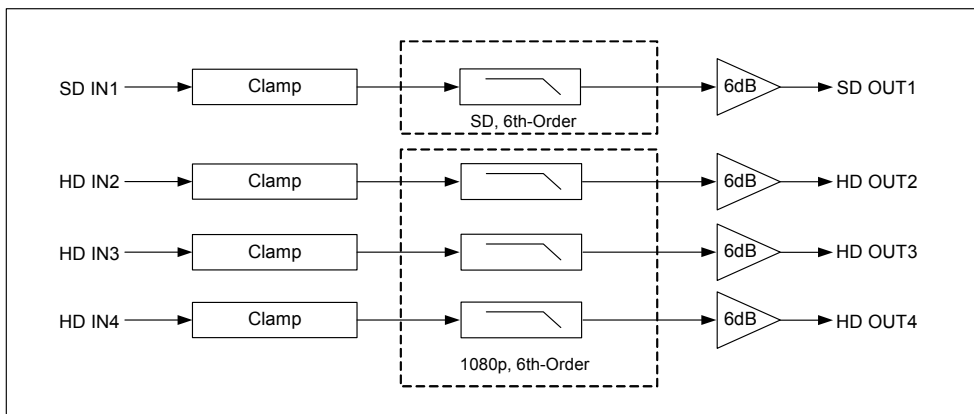 SD IN1 Clamp 6dB SD OUT1
SD, 6th-Order
HD IN2 Clamp 6dB HD OUT2
HD IN3 Clamp 6dB HD OUT3
HD IN4 Clamp 6dB HD OUT4
1080p, 6th-Order